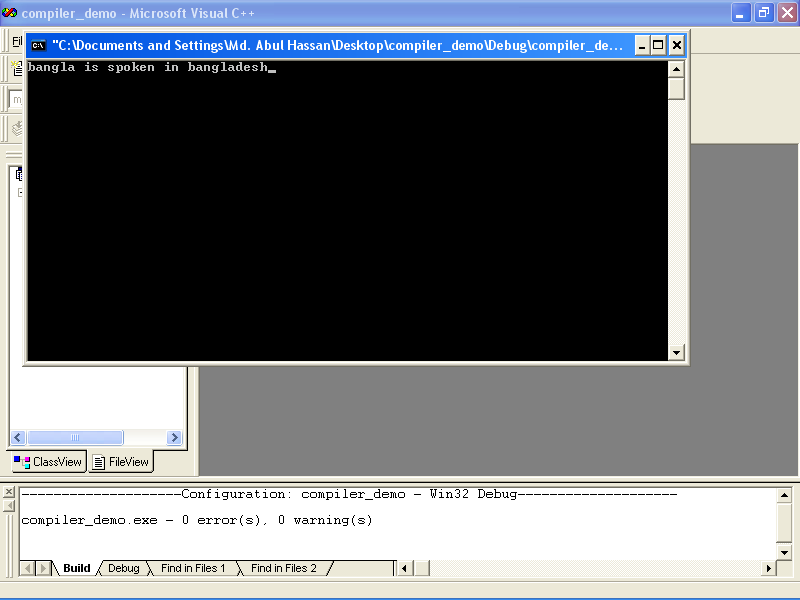 compiler_demo - Microsoft Visual C++
"C:\Documents and Settings\Md. Abul Hassan\Desktop\compiler_demo\Debug\compiler_de...
bangla is spoken in bangladesh_
ClassView FileView
--------------------Configuration: compiler_demo - Win32 Debug--------------------
compiler_demo.exe - 0 error(s), 0 warning(s)
Build Debug Find in Files 1 Find in Files 2